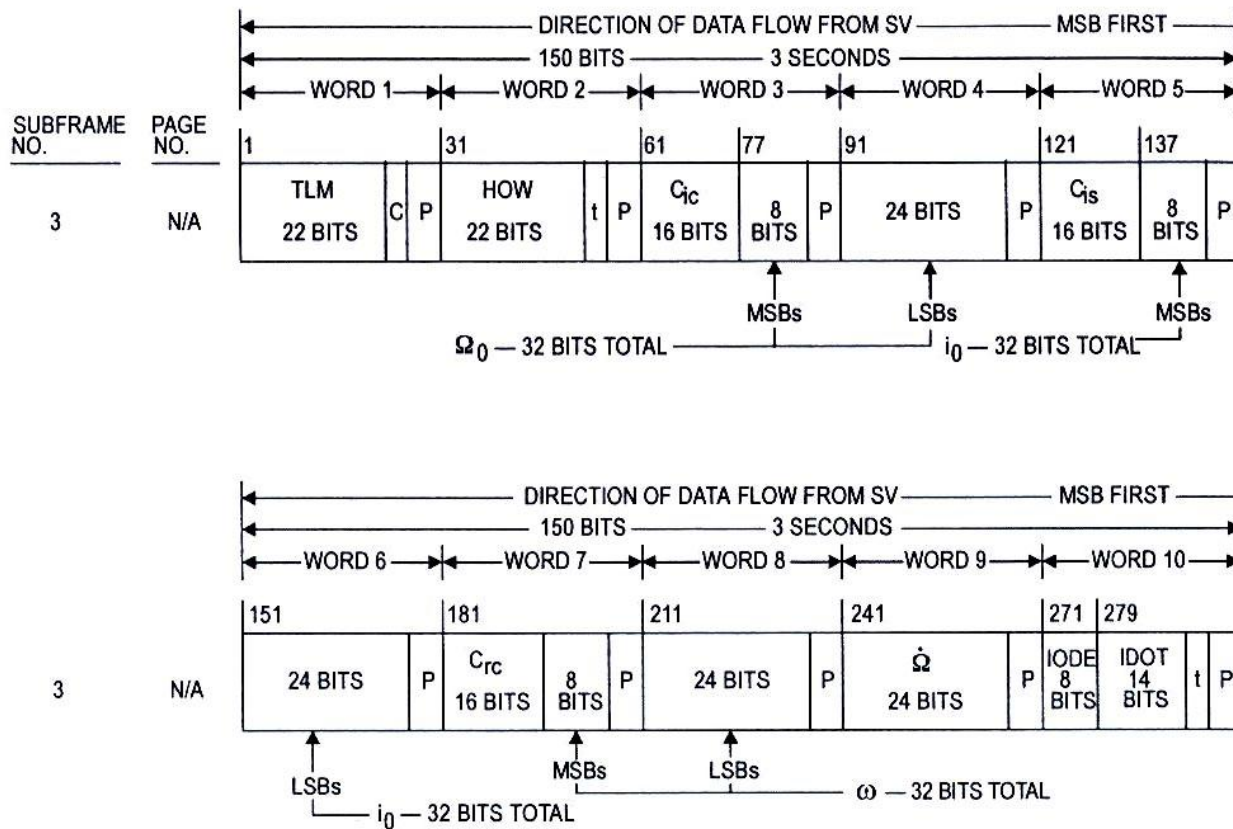 DIRECTION OF DATA FLOW FROM SV MSB FIRST
150 BITS 3 SECONDS
WORD 1 WORD 2 WORD 3 WORD 4 WORD 5
SUBFRAME NO. PAGE NO.
1 31 61 77 91 121 137
3 N/A
TLM 22 BITS C P HOW 22 BITS t P Cic 16 BITS 8 BITS P 24 BITS P Cis 16 BITS 8 BITS P
MSBs LSBs MSBs
Ω0 — 32 BITS TOTAL i0 — 32 BITS TOTAL
DIRECTION OF DATA FLOW FROM SV MSB FIRST
150 BITS 3 SECONDS
WORD 6 WORD 7 WORD 8 WORD 9 WORD 10
151 181 211 241 271 279
3 N/A
24 BITS P Crc 16 BITS 8 BITS P 24 BITS P Ω̇ 24 BITS P IODE 8 BITS IDOT 14 BITS t P
LSBs MSBs LSBs
i0 — 32 BITS TOTAL ω — 32 BITS TOTAL